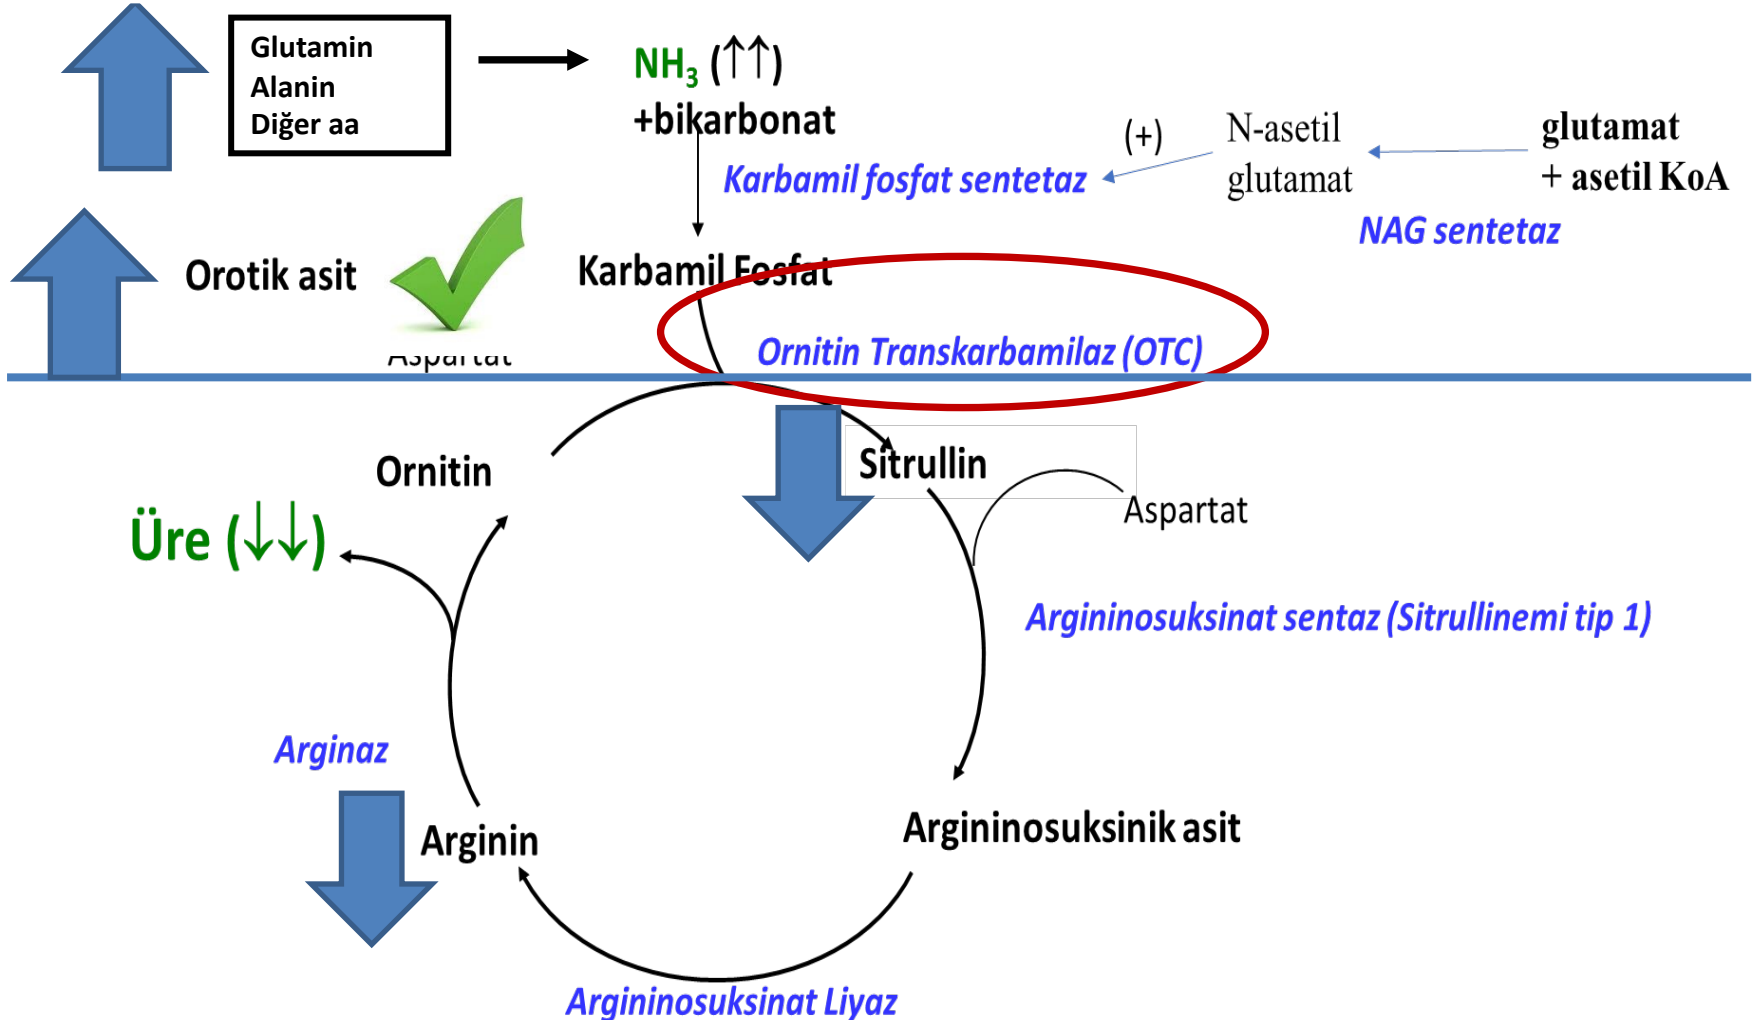 Glutamin
Alanin
Diğer aa
NH3 (↑↑)
+bikarbonat
(+)
N-asetil
glutamat
glutamat
+ asetil KoA
Karbamil fosfat sentetaz
NAG sentetaz
Orotik asit
Karbamil Fosfat
Aspartat
Ornitin Transkarbamilaz (OTC)
Ornitin
Sitrullin
Aspartat
Üre (↓↓)
Argininosuksinat sentaz (Sitrullinemi tip 1)
Arginaz
Arginin
Argininosuksinik asit
Argininosuksinat Liyaz